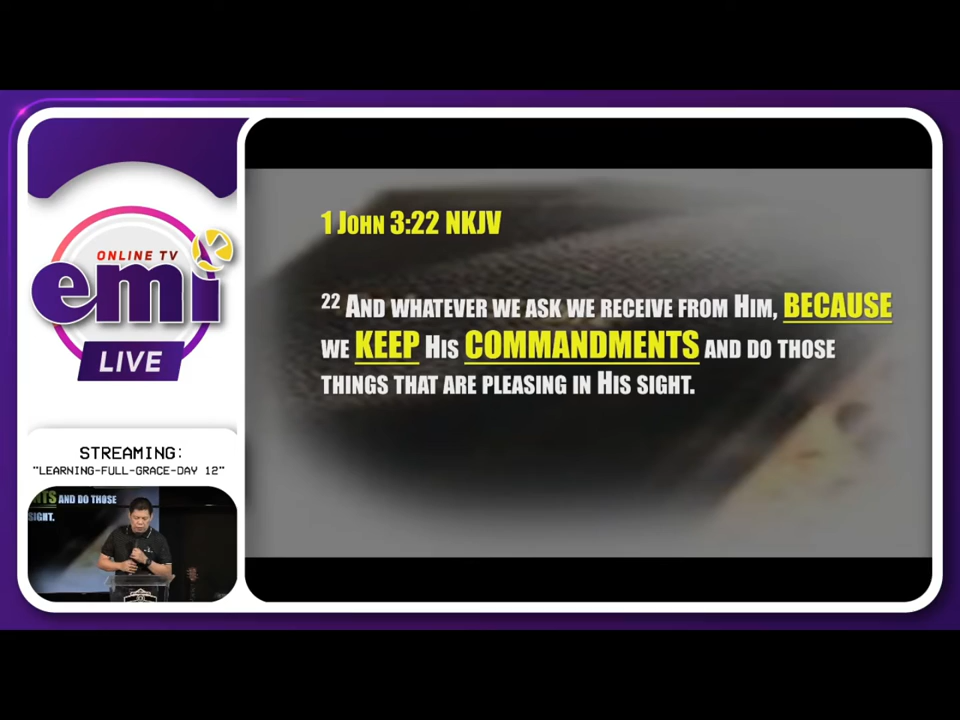 1 John 3:22 NKJV
22 And whatever we ask we receive from Him, BECAUSE
we KEEP His COMMANDMENTS and do those
things that are pleasing in His sight.
ONLINE TV
emi
LIVE
STREAMING:
"LEARNING-FULL-GRACE-DAY 12"
NTS and do those
sight.